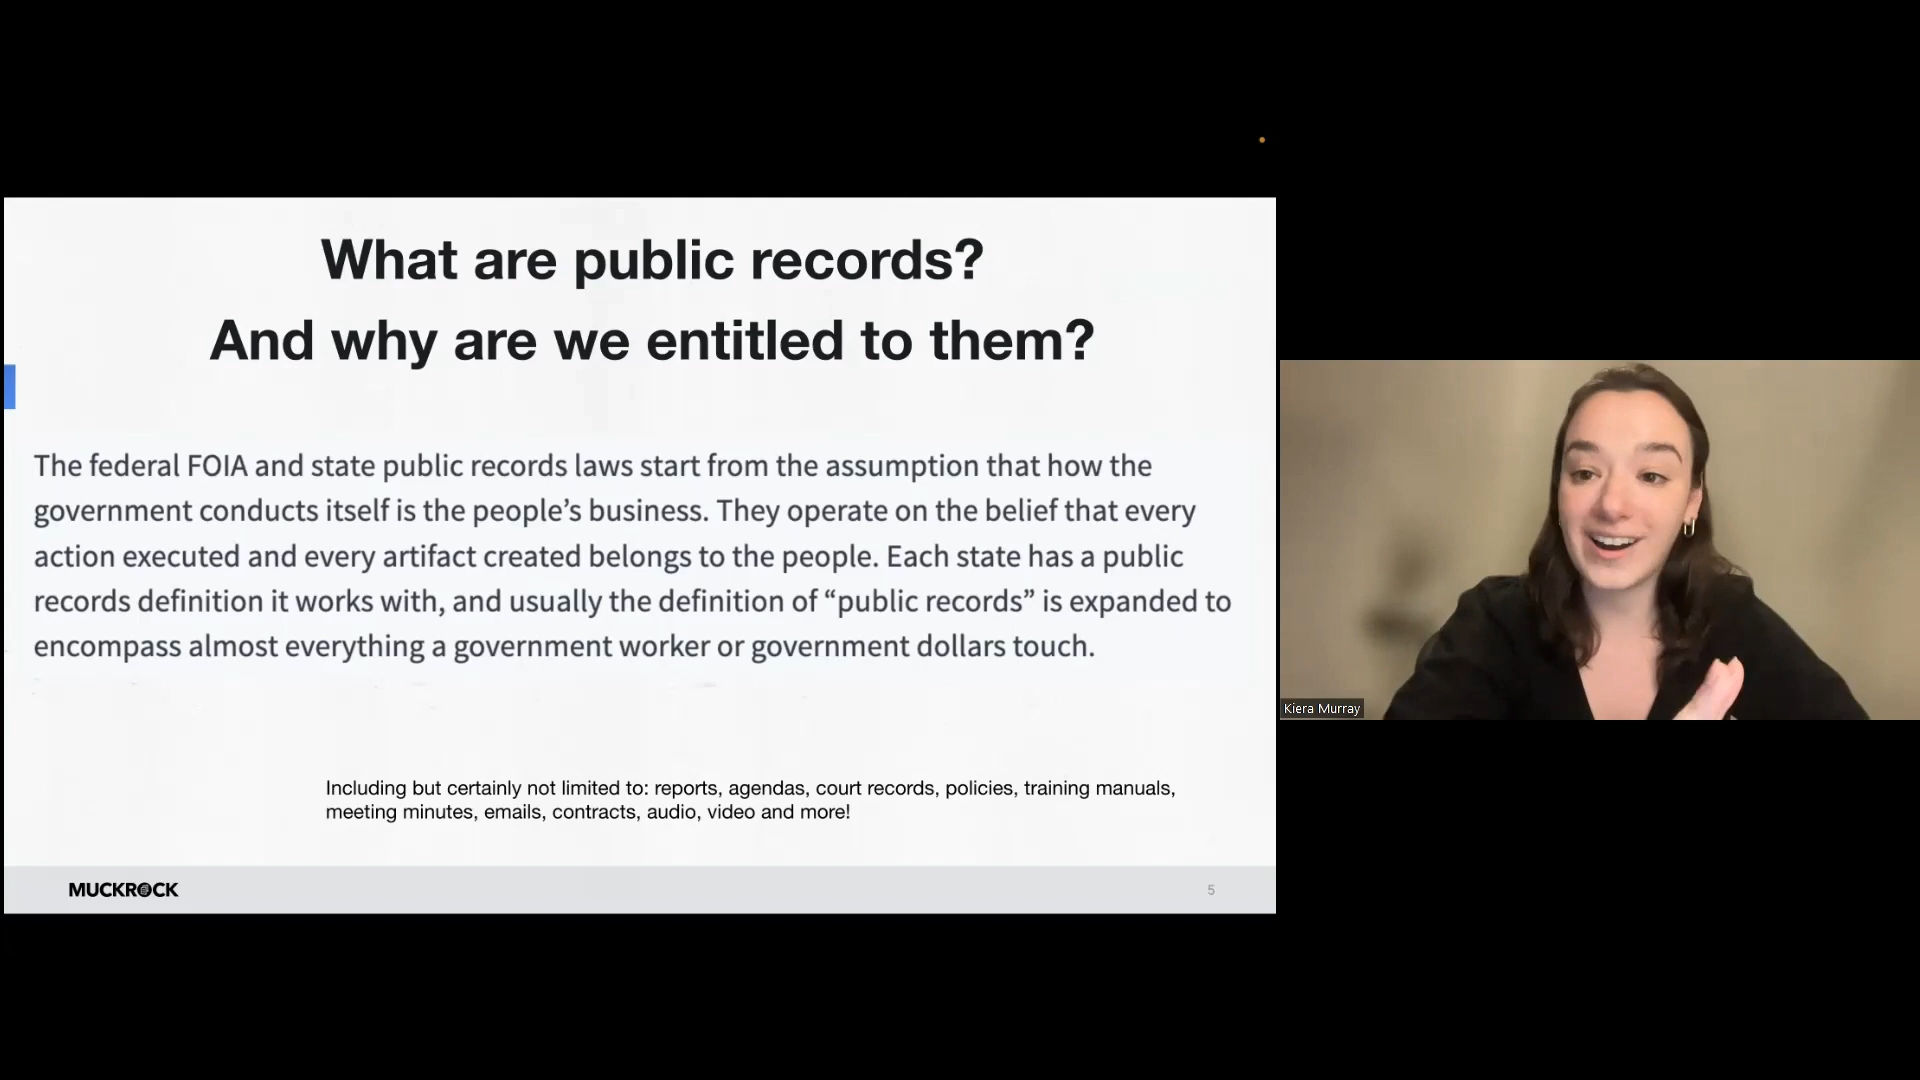 What are public records?
And why are we entitled to them?
The federal FOIA and state public records laws start from the assumption that how the
government conducts itself is the people’s business. They operate on the belief that every
action executed and every artifact created belongs to the people. Each state has a public
records definition it works with, and usually the definition of “public records” is expanded to
encompass almost everything a government worker or government dollars touch.
Including but certainly not limited to: reports, agendas, court records, policies, training manuals,
meeting minutes, emails, contracts, audio, video and more!
MUCKROCK
5
Kiera Murray